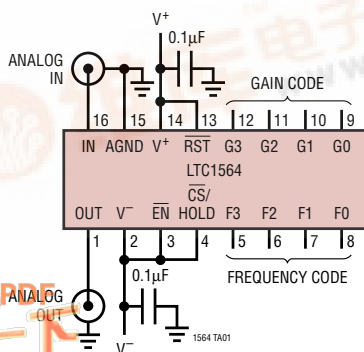 V+
0.1µF
ANALOG
IN
GAIN CODE
16 15 14 13 12 11 10 9
IN AGND V+ RST G3 G2 G1 G0
LTC1564
CS/
OUT V− EN HOLD F3 F2 F1 F0
1 2 3 4 5 6 7 8
0.1µF
FREQUENCY CODE
PDF
ANALOG
OUT
1564 TA01
V−